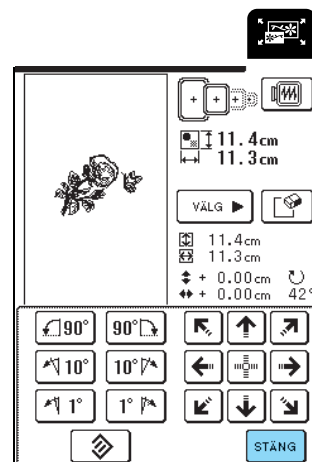 11.4cm
11.3cm
VÄLG
11.4cm
11.3cm
+ 0.00cm
+ 0.00cm 42°
90° 90°
10° 10°
1° 1°
STÄNG